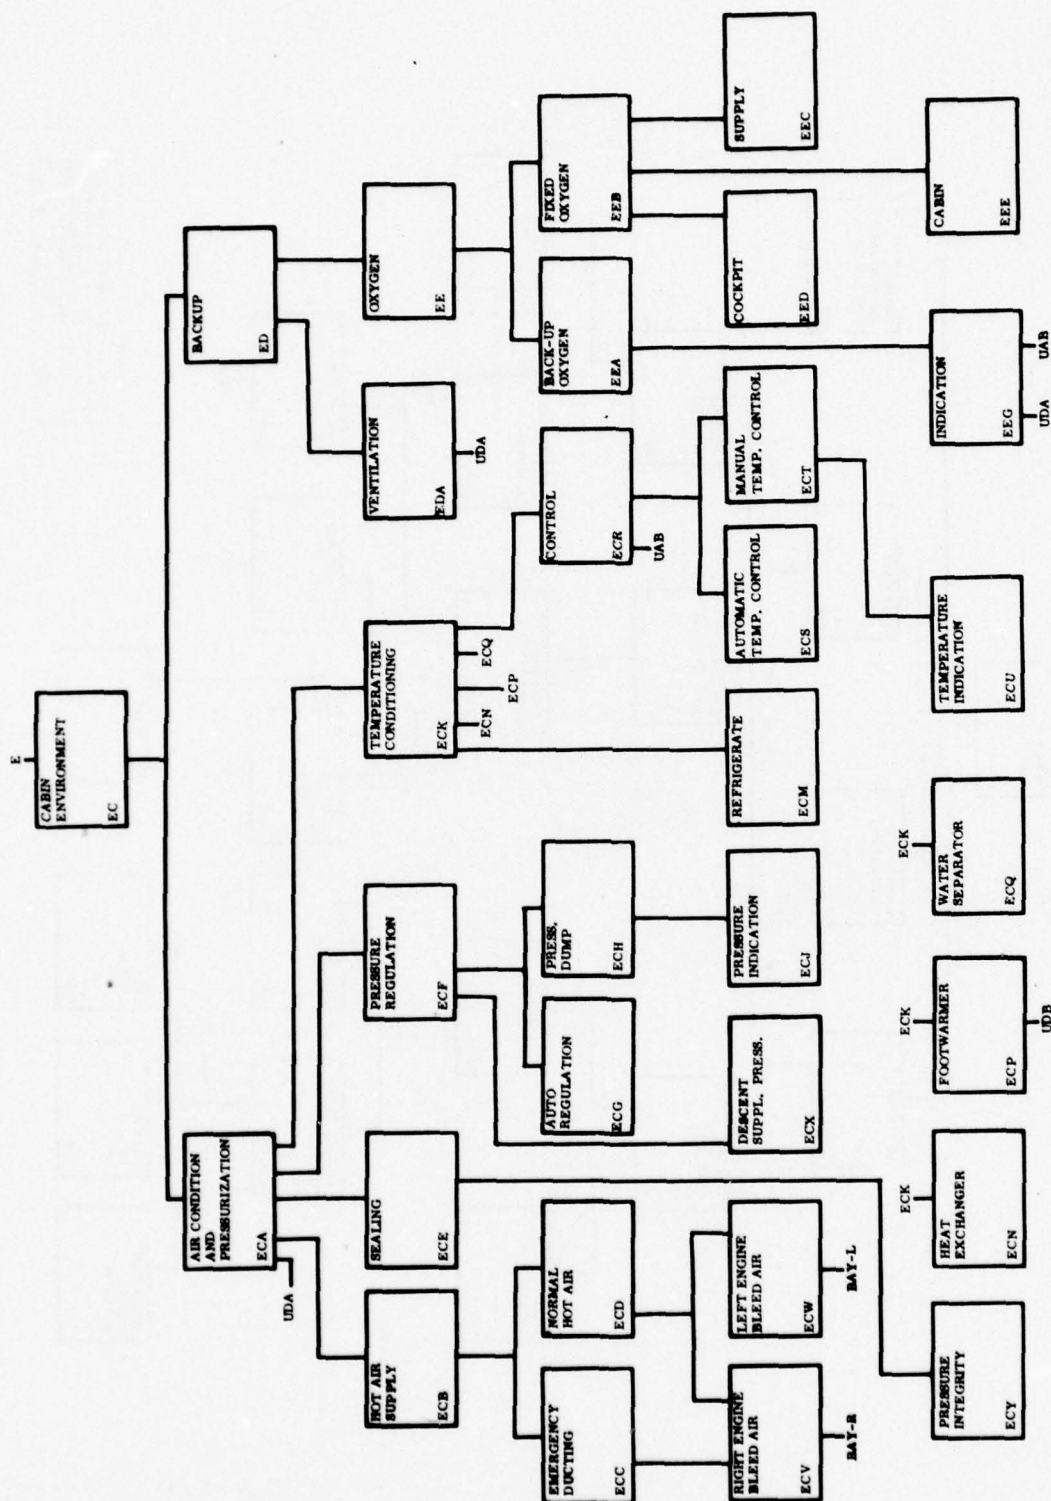 E
CABIN
ENVIRONMENT
EC
AIR CONDITION
AND
PRESSURIZATION
ECA
UDA
BACKUP
ED
HOT AIR
SUPPLY
ECB
SEALING
ECE
PRESSURE
REGULATION
ECF
TEMPERATURE
CONDITIONING
ECK
ECN
ECP
ECQ
VENTILATION
EDA
UDA
OXYGEN
EE
EMERGENCY
DUCTING
ECC
NORMAL
HOT AIR
ECD
AUTO
REGULATION
ECG
PRESS.
DUMP
ECH
CONTROL
ECR
UAB
BACK-UP
OXYGEN
EEA
FIXED
OXYGEN
EEB
RIGHT ENGINE
BLEED AIR
ECV
BAY-R
LEFT ENGINE
BLEED AIR
ECW
BAY-L
DESCENT
SUPPL. PRESS.
ECX
PRESSURE
INDICATION
ECJ
REFRIGERATE
ECM
AUTOMATIC
TEMP. CONTROL
ECS
MANUAL
TEMP. CONTROL
ECT
COCKPIT
EED
SUPPLY
EEC
PRESSURE
INTEGRITY
ECY
ECK
HEAT
EXCHANGER
ECN
ECK
FOOTWARMER
ECP
UDB
ECK
WATER
SEPARATOR
ECQ
TEMPERATURE
INDICATION
ECU
INDICATION
EEG
UDA
UAB
CABIN
EEE